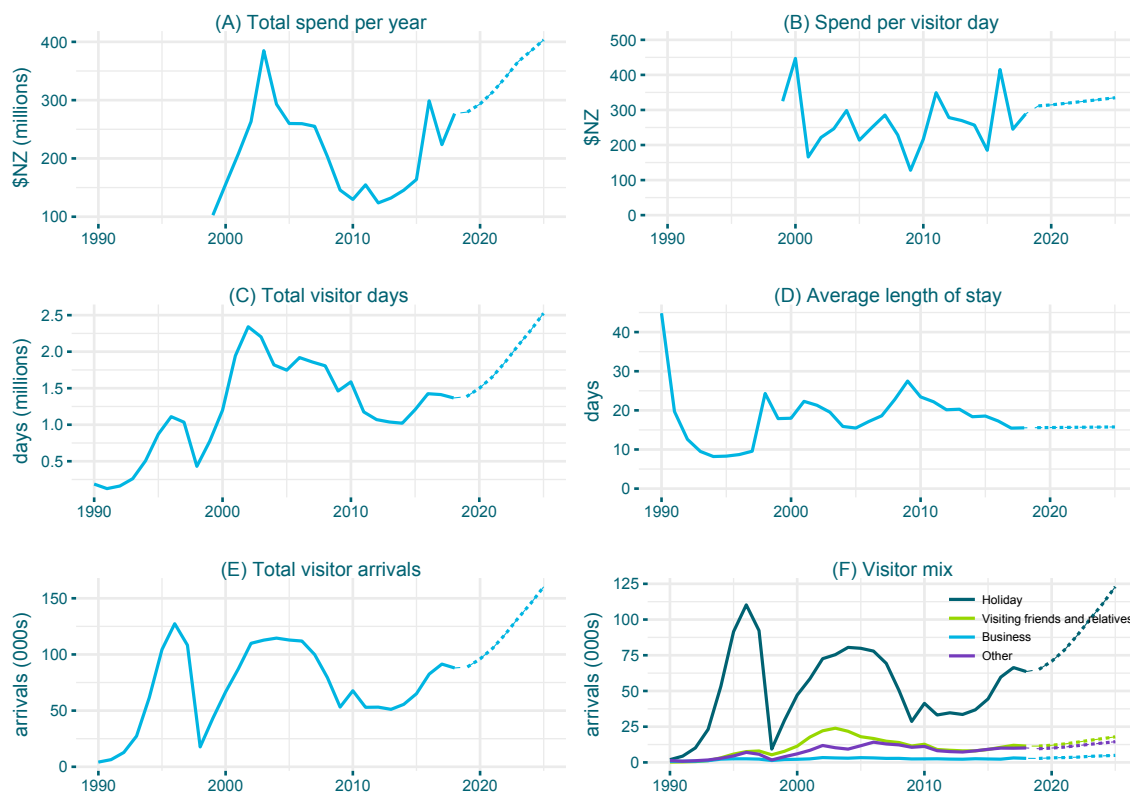 (A) Total spend per year
$NZ (millions)
400
300
200
100
1990 2000 2010 2020
(B) Spend per visitor day
$NZ
500
400
300
200
100
0
1990 2000 2010 2020
(C) Total visitor days
days (millions)
2.5
2.0
1.5
1.0
0.5
1990 2000 2010 2020
(D) Average length of stay
days
40
30
20
10
0
1990 2000 2010 2020
(E) Total visitor arrivals
arrivals (000s)
150
100
50
0
1990 2000 2010 2020
(F) Visitor mix
arrivals (000s)
125
100
75
50
25
0
Holiday
Visiting friends and relatives
Business
Other
1990 2000 2010 2020